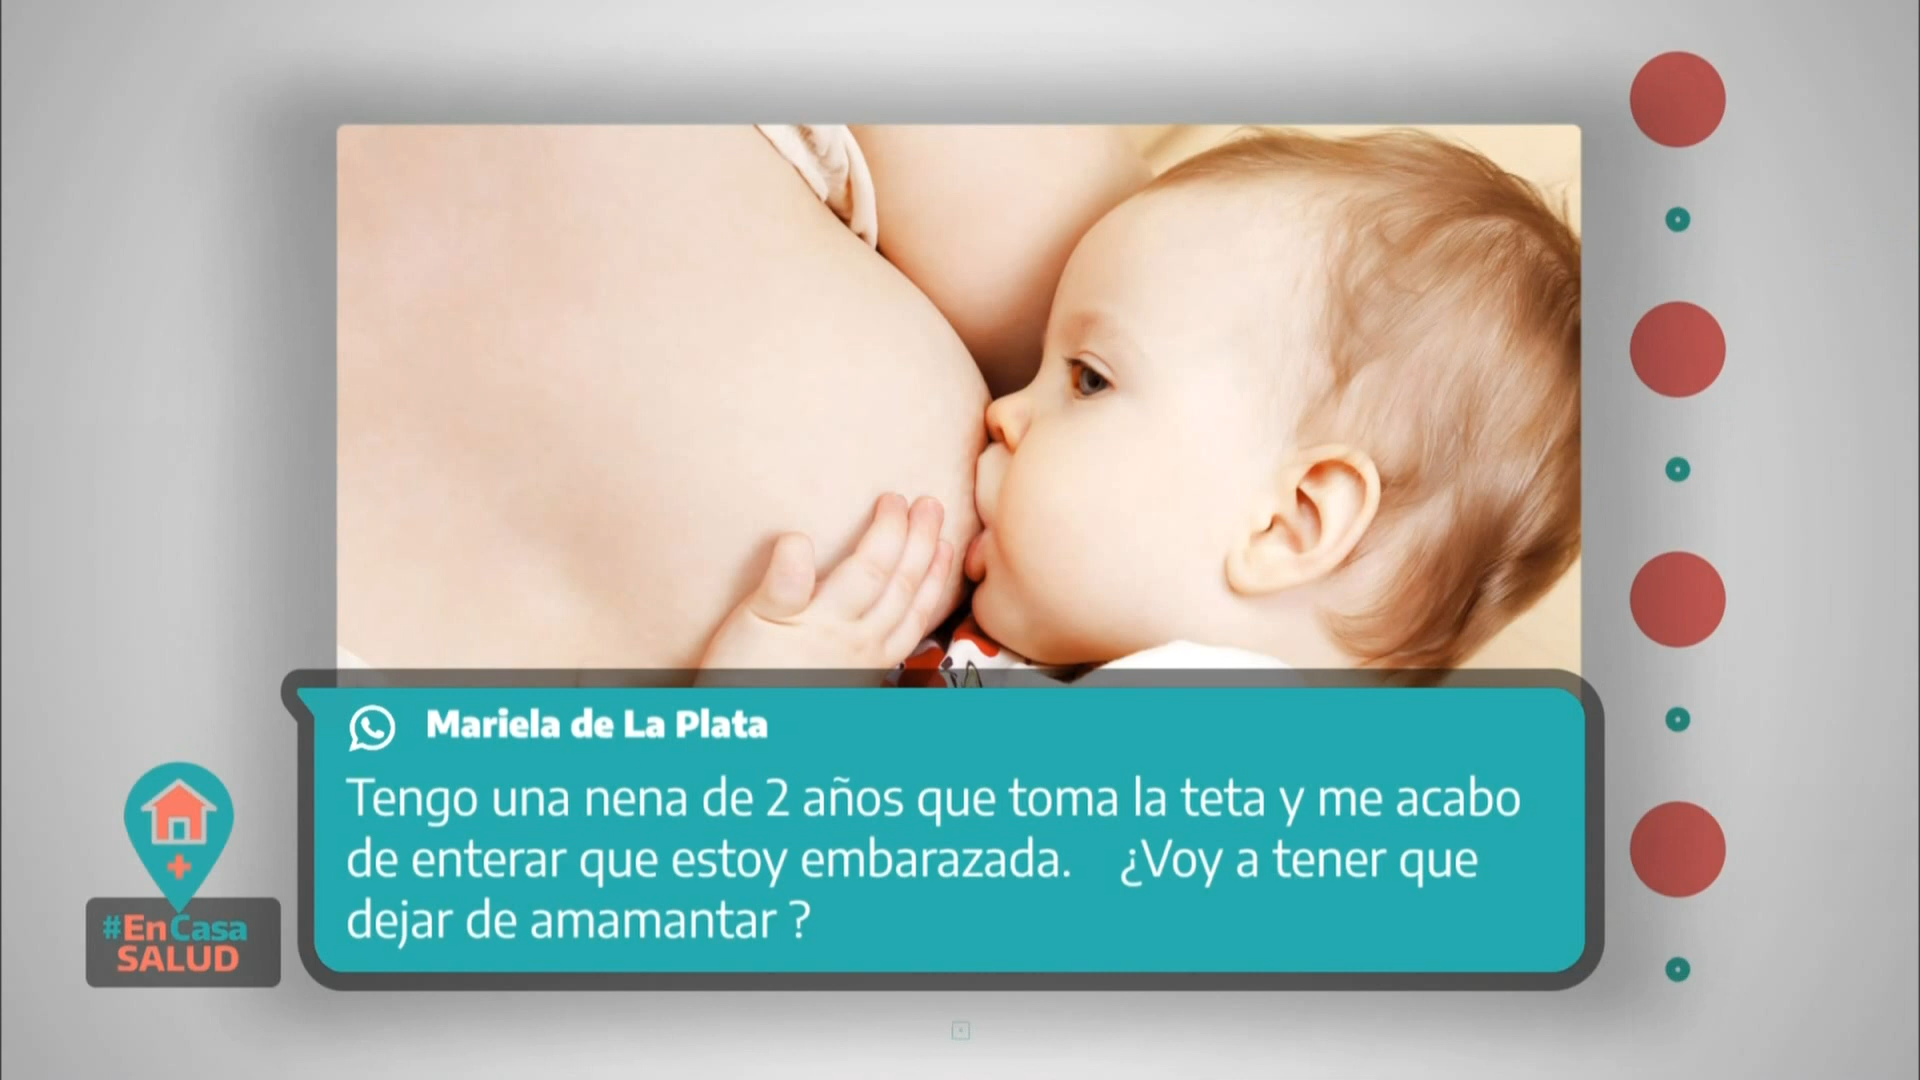 Mariela de La Plata
Tengo una nena de 2 años que toma la teta y me acabo
de enterar que estoy embarazada. ¿Voy a tener que
dejar de amamantar ?
#EnCasa
SALUD